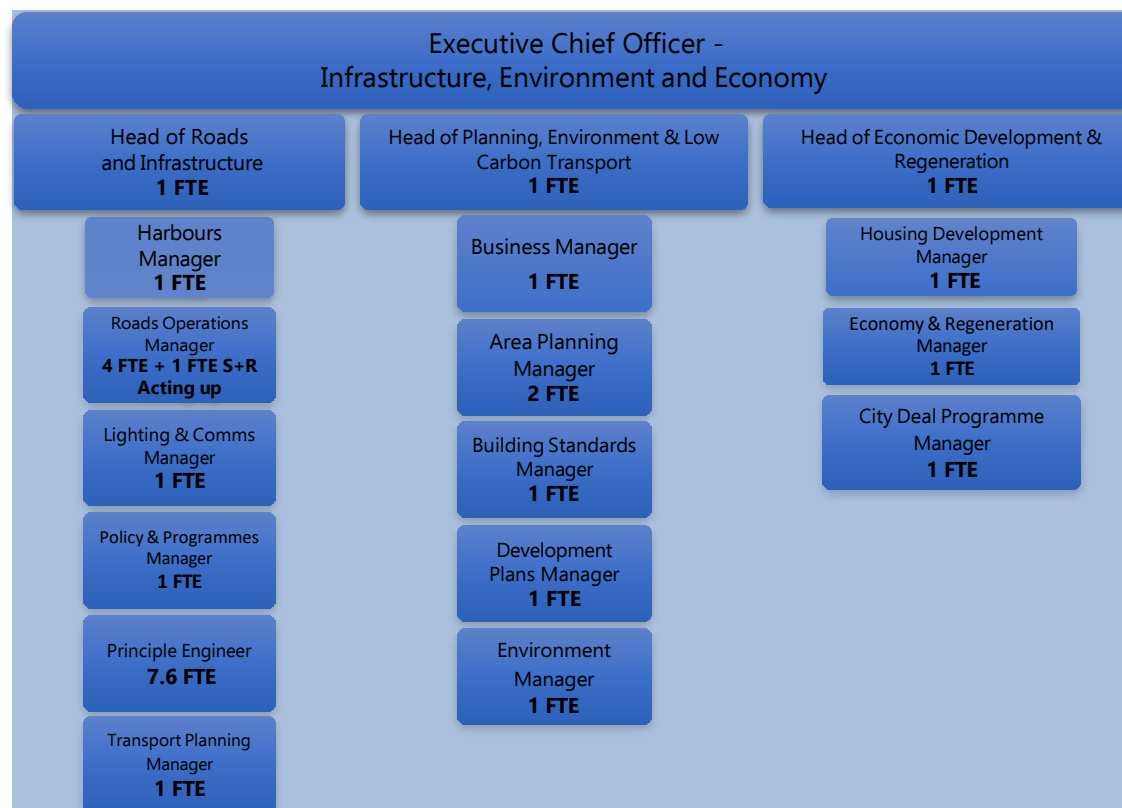 Executive Chief Officer -
Infrastructure, Environment and Economy
Head of Roads
and Infrastructure
1 FTE
Harbours
Manager
1 FTE
Roads Operations
Manager
4 FTE + 1 FTE S+R
Acting up
Lighting & Comms
Manager
1 FTE
Policy & Programmes
Manager
1 FTE
Principle Engineer
7.6 FTE
Transport Planning
Manager
1 FTE
Head of Planning, Environment & Low
Carbon Transport
1 FTE
Business Manager
1 FTE
Area Planning
Manager
2 FTE
Building Standards
Manager
1 FTE
Development
Plans Manager
1 FTE
Environment
Manager
1 FTE
Head of Economic Development &
Regeneration
1 FTE
Housing Development
Manager
1 FTE
Economy & Regeneration
Manager
1 FTE
City Deal Programme
Manager
1 FTE